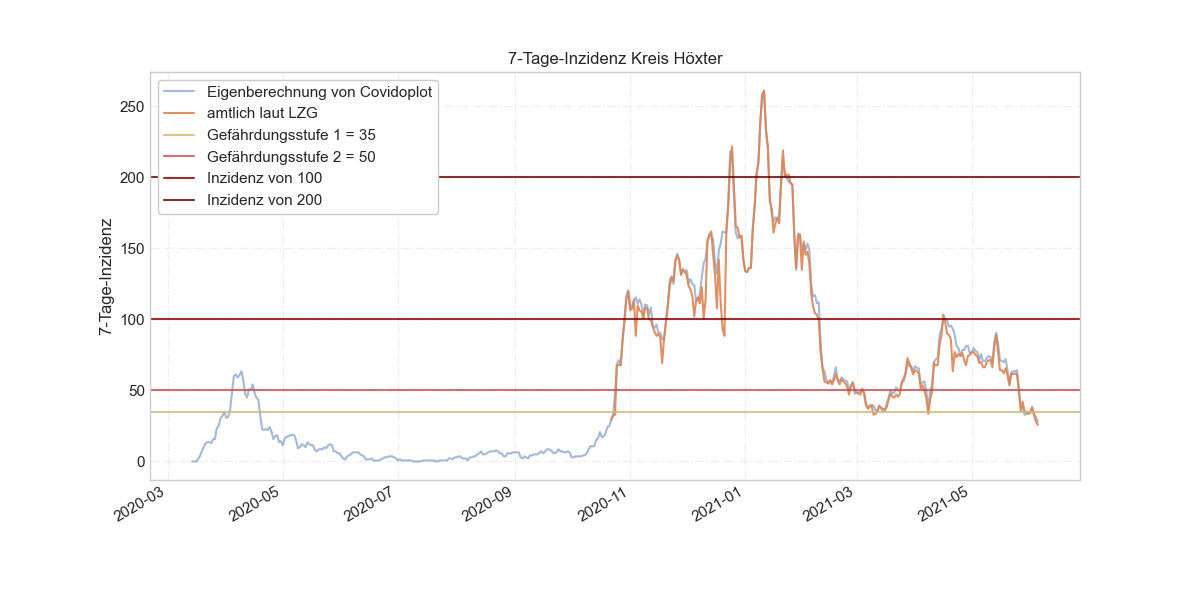 7-Tage-Inzidenz Kreis Höxter
Eigenberechnung von Covidoplot
amtlich laut LZG
Gefährdungsstufe 1 = 35
Gefährdungsstufe 2 = 50
Inzidenz von 100
Inzidenz von 200
7-Tage-Inzidenz
250
200
150
100
50
0
2020-03
2020-05
2020-07
2020-09
2020-11
2021-01
2021-03
2021-05